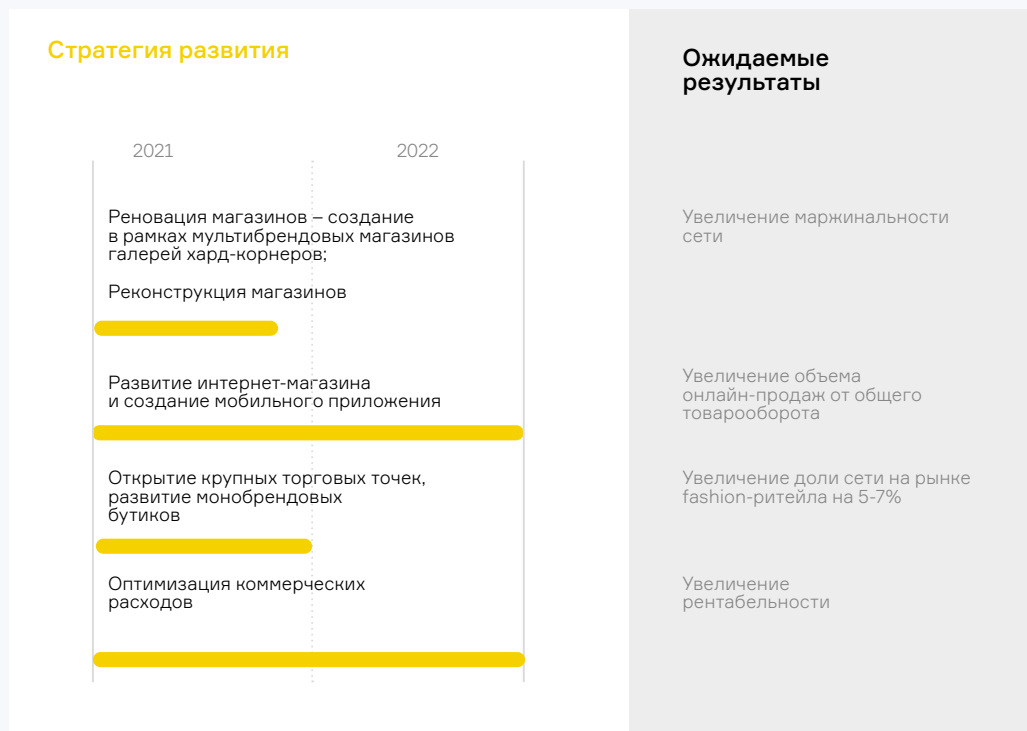 Стратегия развития
Ожидаемые
результаты
2021
2022
Реновация магазинов – создание
в рамках мультибрендовых магазинов
галерей хард-корнеров;
Реконструкция магазинов
Увеличение маржинальности
сети
Развитие интернет-магазина
и создание мобильного приложения
Увеличение объема
онлайн-продаж от общего
товарооборота
Открытие крупных торговых точек,
развитие монобрендовых
бутиков
Увеличение доли сети на рынке
fashion-ритейла на 5-7%
Оптимизация коммерческих
расходов
Увеличение
рентабельности